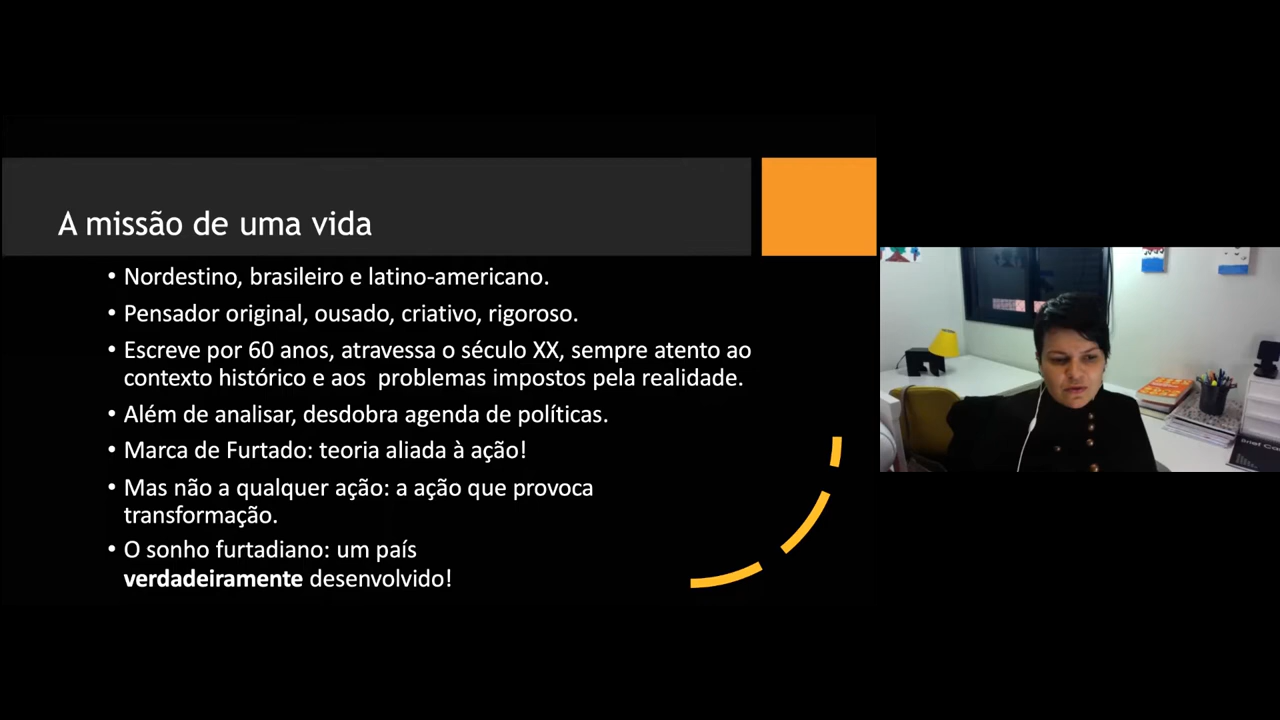 A missão de uma vida
• Nordestino, brasileiro e latino-americano.
• Pensador original, ousado, criativo, rigoroso.
• Escreve por 60 anos, atravessa o século XX, sempre atento ao
contexto histórico e aos  problemas impostos pela realidade.
• Além de analisar, desdobra agenda de políticas.
• Marca de Furtado: teoria aliada à ação!
• Mas não a qualquer ação: a ação que provoca
transformação.
• O sonho furtadiano: um país
verdadeiramente desenvolvido!